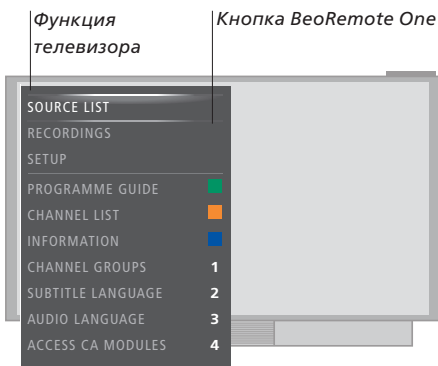 Функция
телевизора
Кнопка BeoRemote One
SOURCE LIST
RECORDINGS
SETUP
PROGRAMME GUIDE
CHANNEL LIST
INFORMATION
CHANNEL GROUPS 1
SUBTITLE LANGUAGE 2
AUDIO LANGUAGE 3
ACCESS CA MODULES 4